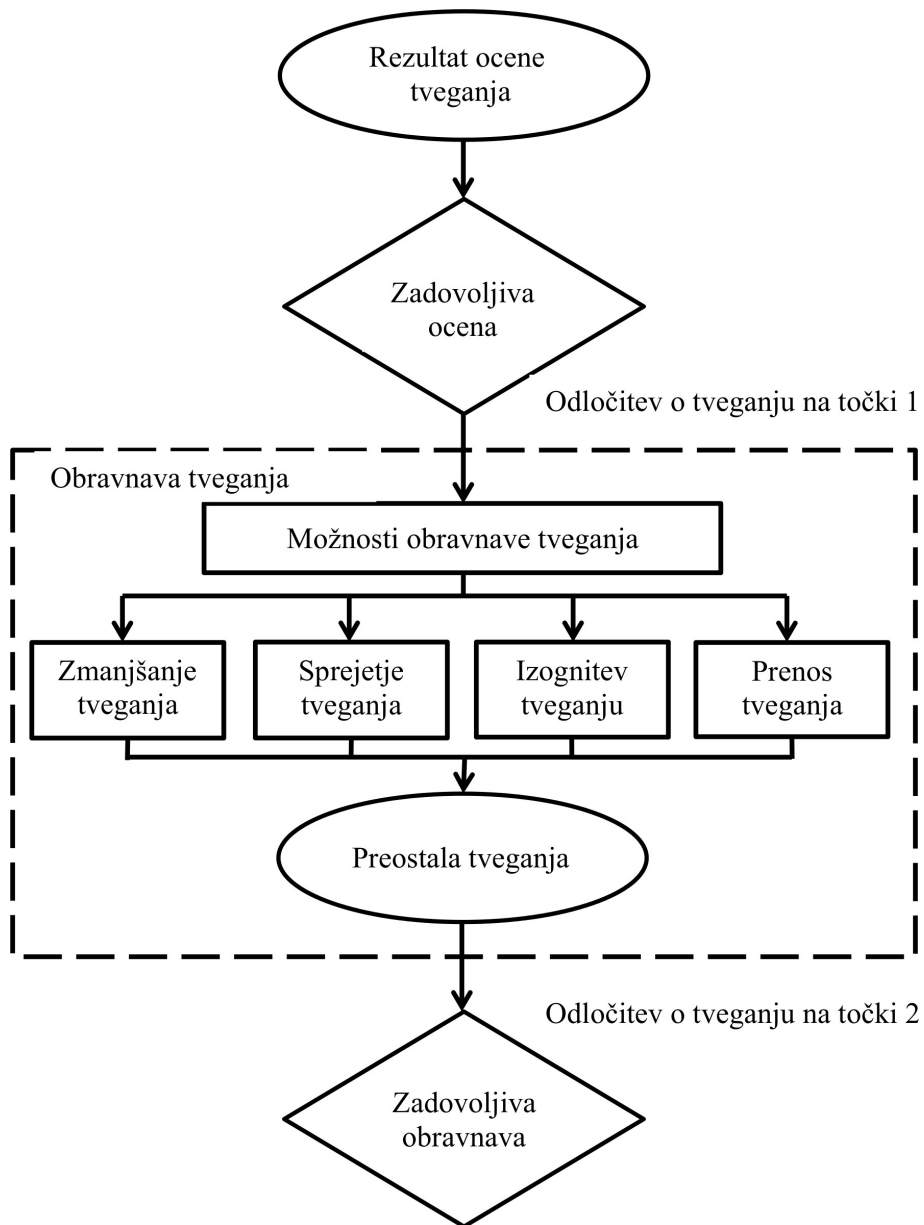 Rezultat ocene
tveganja
Zadovoljiva
ocena
Odločitev o tveganju na točki 1
Obravnava tveganja
Možnosti obravnave tveganja
Zmanjšanje
tveganja
Sprejetje
tveganja
Izognitev
tveganju
Prenos
tveganja
Preostala tveganja
Odločitev o tveganju na točki 2
Zadovoljiva
obravnava